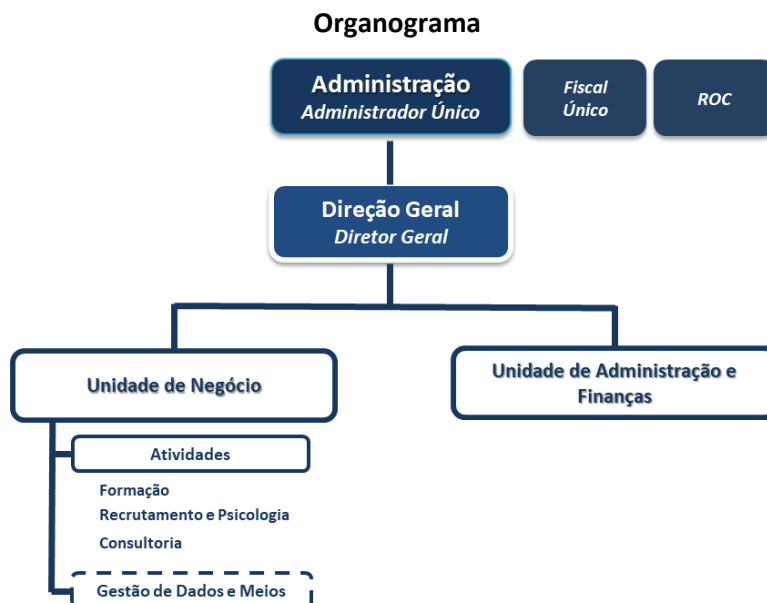 Organograma
Administração
Administrador Único
Fiscal
Único
ROC
Direção Geral
Diretor Geral
Unidade de Negócio
Unidade de Administração e
Finanças
Atividades
Formação
Recrutamento e Psicologia
Consultoria
Gestão de Dados e Meios